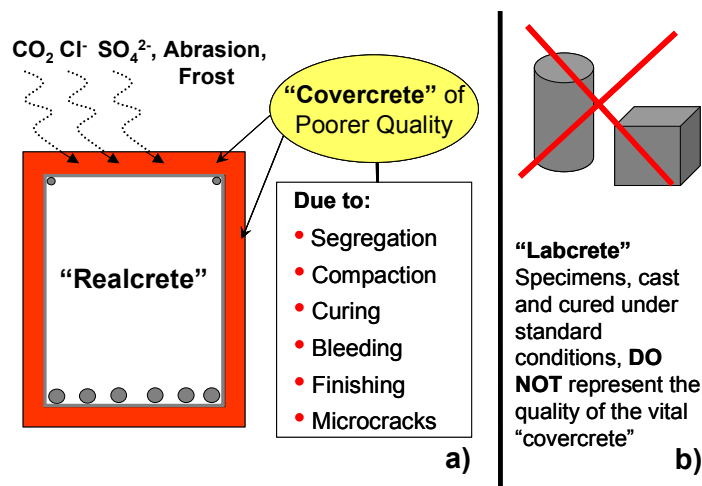 CO₂ Cl⁻ SO₄²⁻, Abrasion,
Frost
“Covercrete” of
Poorer Quality
“Realcrete”
Due to:
• Segregation
• Compaction
• Curing
• Bleeding
• Finishing
• Microcracks
a)
“Labcrete”
Specimens, cast
and cured under
standard
conditions, DO
NOT represent the
quality of the vital
“covercrete”
b)